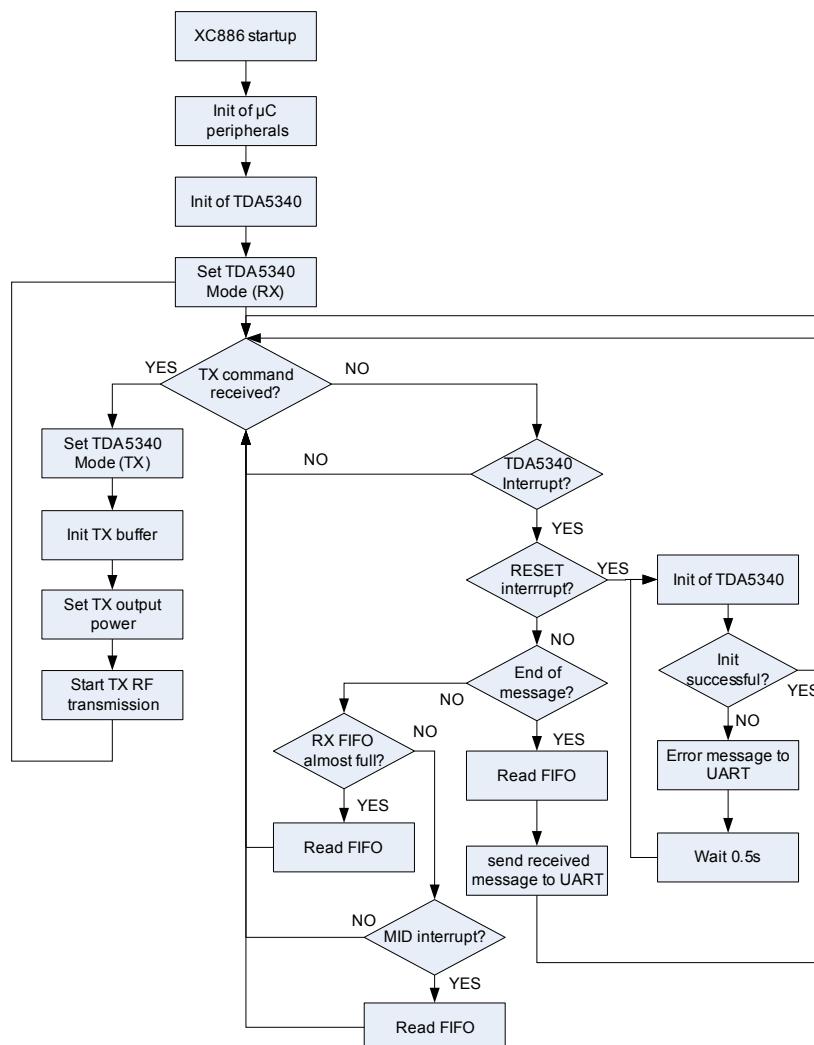 XC886 startup
Init of µC
peripherals
Init of TDA5340
Set TDA5340
Mode (RX)
YES
NO
TX command
received?
Set TDA5340
Mode (TX)
NO
TDA5340
Interrupt?
Init TX buffer
YES
RESET
interrrupt?
YES
Init of TDA5340
Set TX output
power
NO
Start TX RF
transmission
End of
message?
NO
Init
successful?
YES
RX FIFO
almost full?
NO
YES
NO
Read FIFO
Error message to
UART
YES
Read FIFO
Wait 0.5s
send received
message to UART
NO
MID interrupt?
YES
Read FIFO